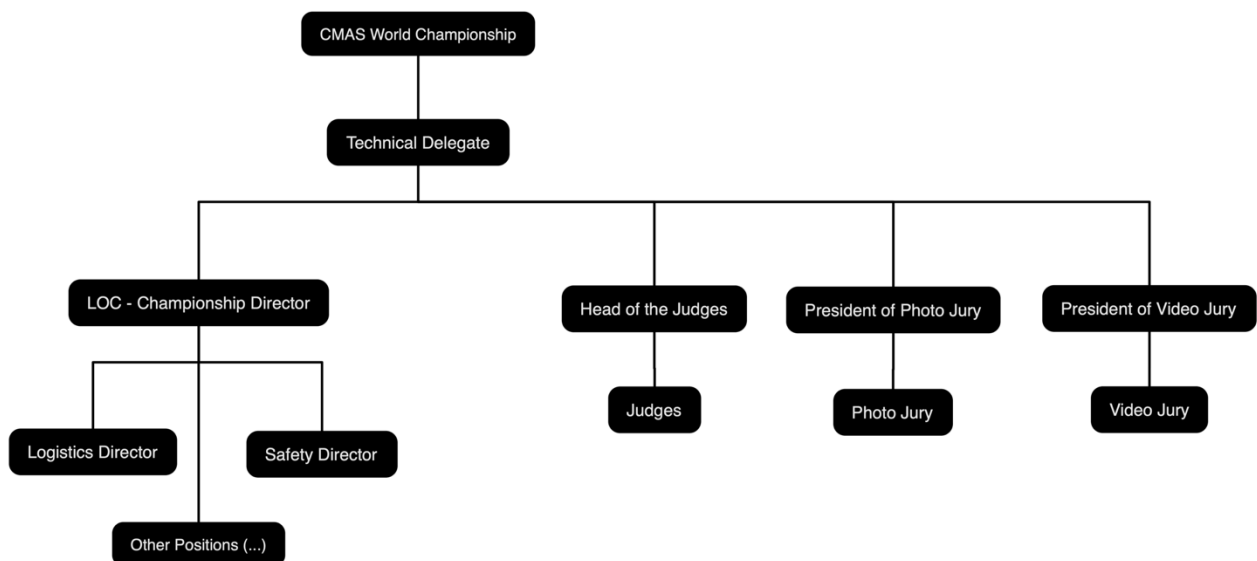 CMAS World Championship
Technical Delegate
LOC - Championship Director
Head of the Judges
President of Photo Jury
President of Video Jury
Judges
Photo Jury
Video Jury
Logistics Director
Safety Director
Other Positions (...)